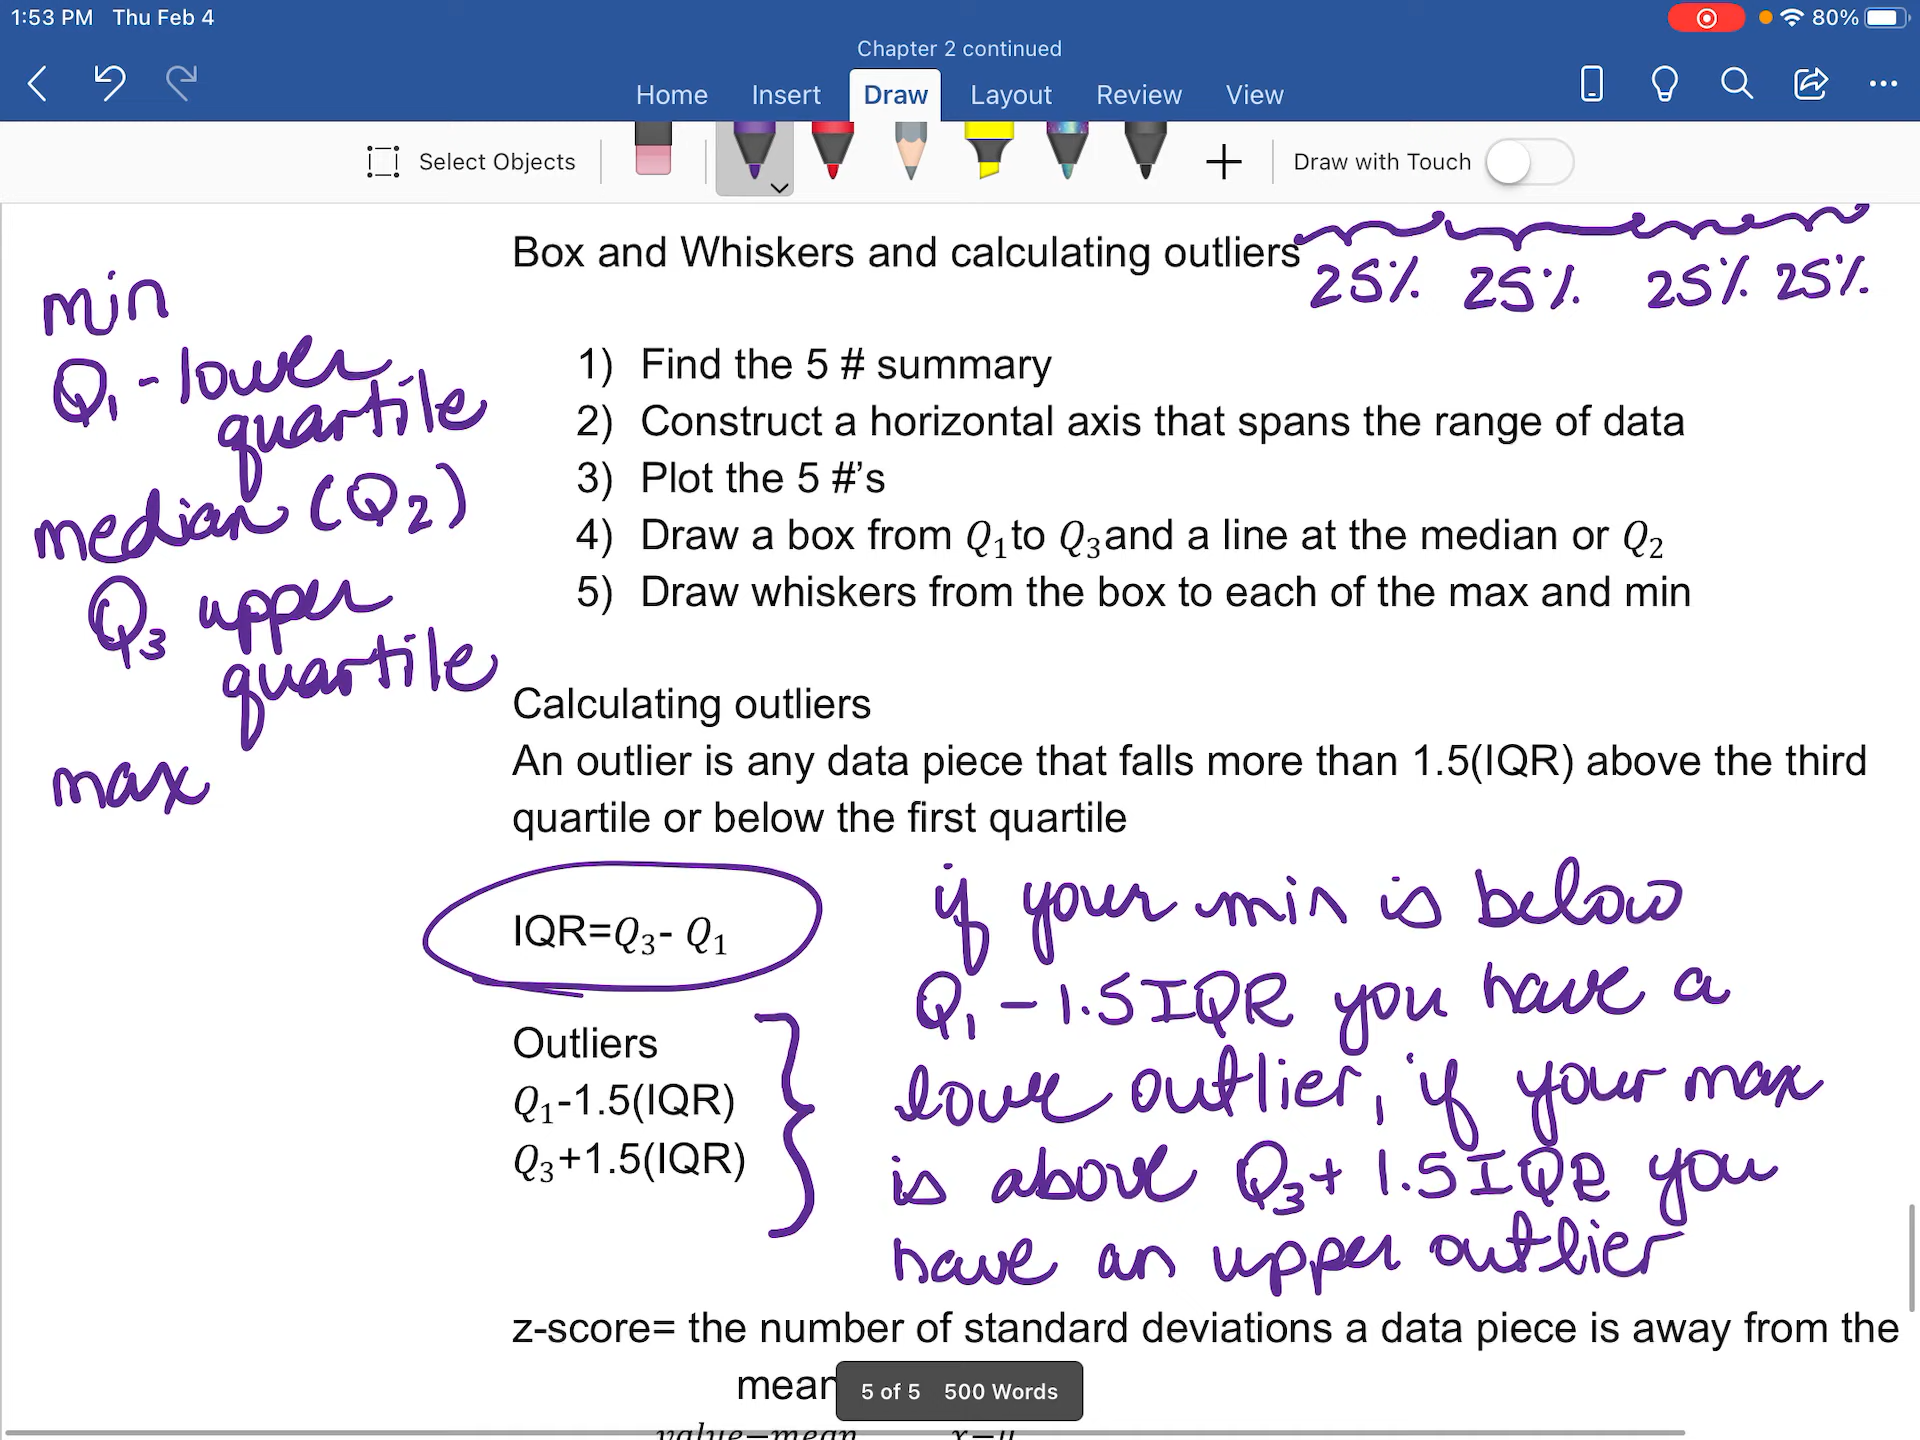 1:53 PM Thu Feb 4
80%
Chapter 2 continued
Home Insert Draw Layout Review View
Select Objects
Draw with Touch
Box and Whiskers and calculating outliers
25% 25% 25% 25%
min
Q1 - lower
quartile
median (Q2)
Q3 upper
quartile
max
1) Find the 5 # summary
2) Construct a horizontal axis that spans the range of data
3) Plot the 5 #’s
4) Draw a box from Q1to Q3and a line at the median or Q2
5) Draw whiskers from the box to each of the max and min
Calculating outliers
An outlier is any data piece that falls more than 1.5(IQR) above the third
quartile or below the first quartile
IQR=Q3- Q1
Outliers
Q1-1.5(IQR)
Q3+1.5(IQR)
if your min is below
Q1 - 1.5IQR you have a
lower outlier, if your max
is above Q3+ 1.5IQR you
have an upper outlier
z-score= the number of standard deviations a data piece is away from the
mean
5 of 5 500 Words
value−mean